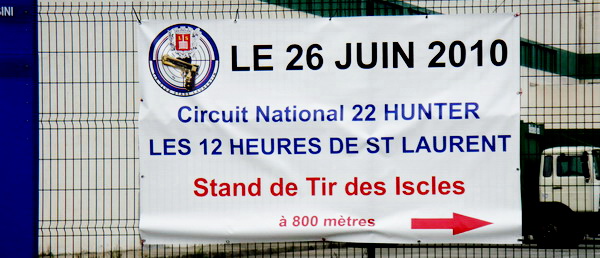 INI
LE 26 JUIN 2010
Circuit National 22 HUNTER
LES 12 HEURES DE ST LAURENT
Stand de Tir des Iscles
à 800 mètres